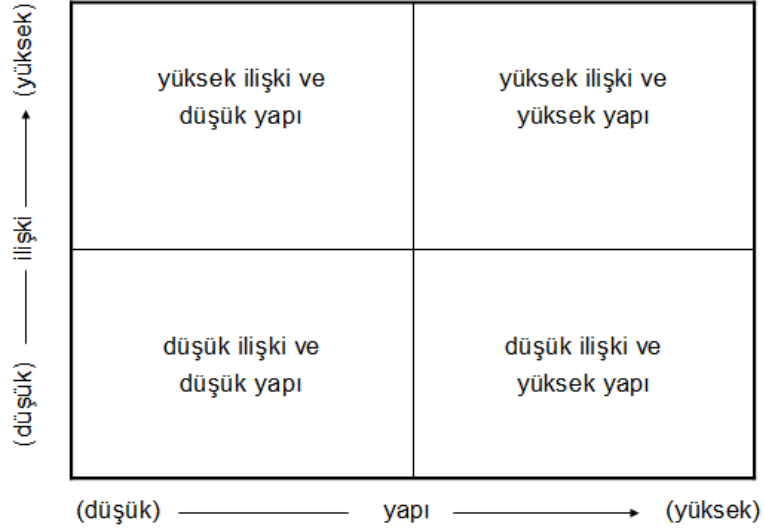 (yüksek)
ilişki
(düşük)
yüksek ilişki ve
düşük yapı
yüksek ilişki ve
yüksek yapı
düşük ilişki ve
düşük yapı
düşük ilişki ve
yüksek yapı
(düşük) yapı (yüksek)